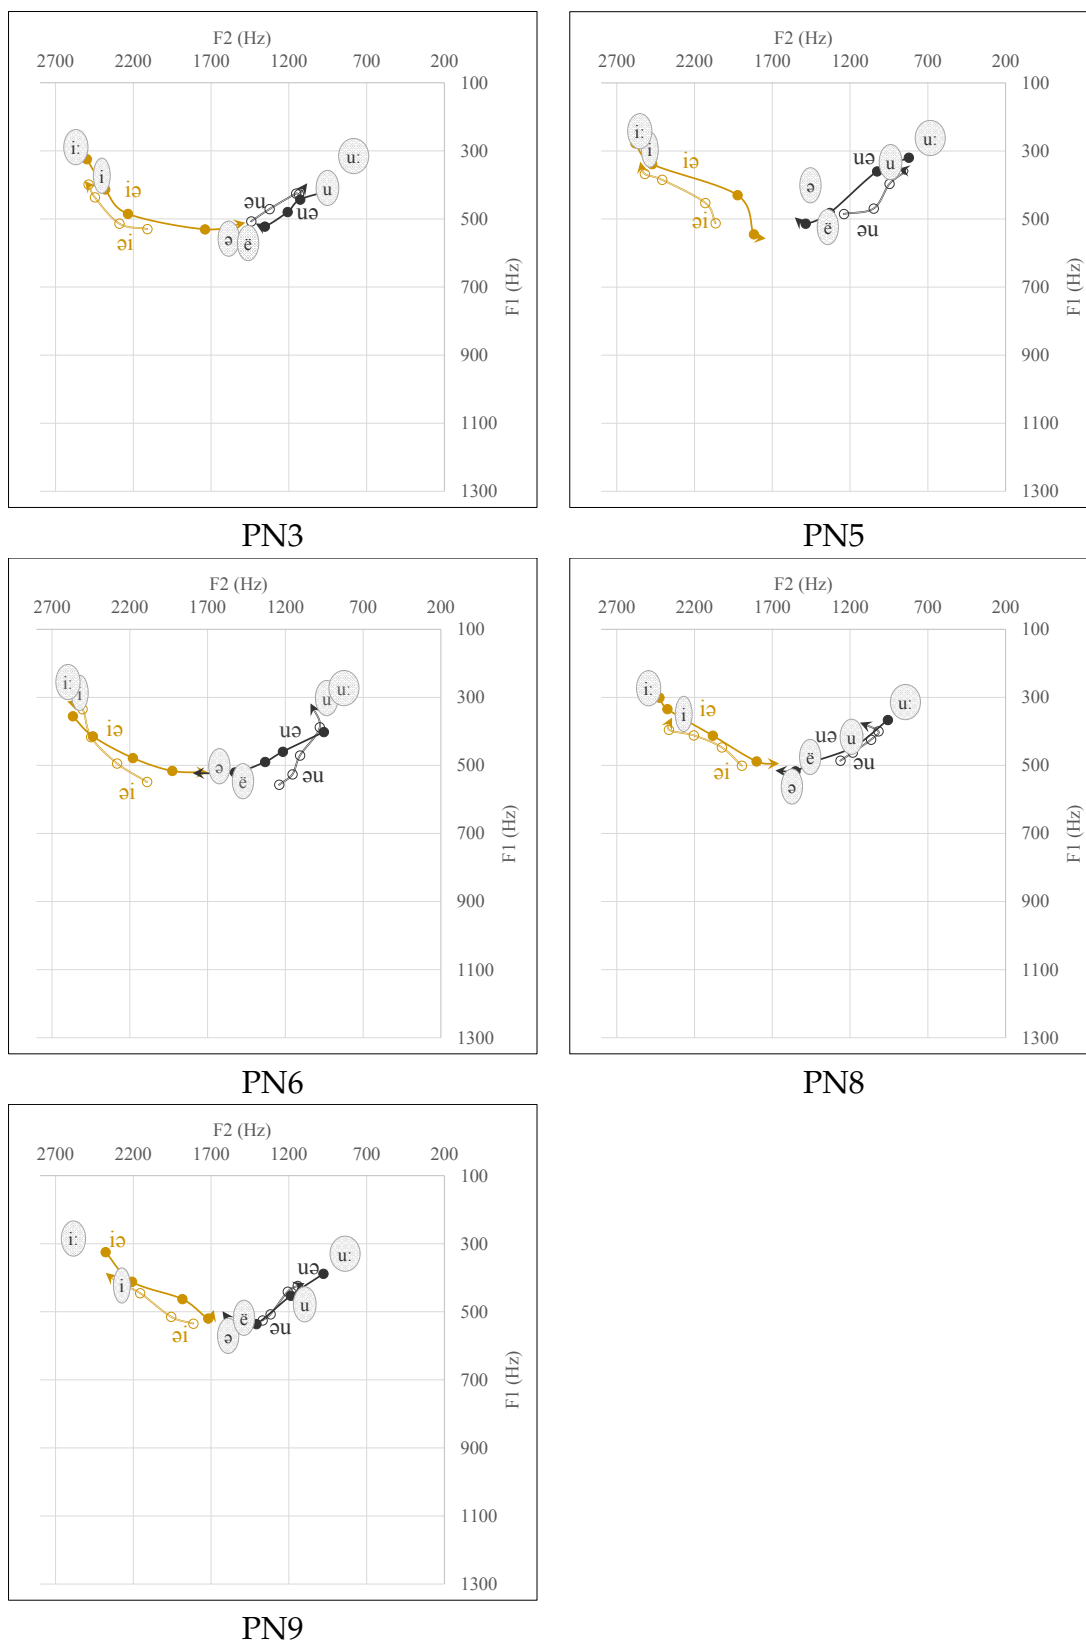 F2 (Hz)
2700 2200 1700 1200 700 200
100
300
500
700
900
1100
1300
F1 (Hz)
iː
i
iə
əi
ə
ë
əu
uə
u
uː
PN3
F2 (Hz)
2700 2200 1700 1200 700 200
100
300
500
700
900
1100
1300
F1 (Hz)
iː
i
iə
əi
ə
ë
uə
əu
u
uː
PN5
F2 (Hz)
2700 2200 1700 1200 700 200
100
300
500
700
900
1100
1300
F1 (Hz)
iː
i
iə
əi
ə
ë
uə
əu
u
uː
PN6
F2 (Hz)
2700 2200 1700 1200 700 200
100
300
500
700
900
1100
1300
F1 (Hz)
iː
i
iə
əi
ə
ë
uə
əu
u
uː
PN8
F2 (Hz)
2700 2200 1700 1200 700 200
100
300
500
700
900
1100
1300
F1 (Hz)
iː
i
iə
əi
ə
ë
uə
əu
u
uː
PN9